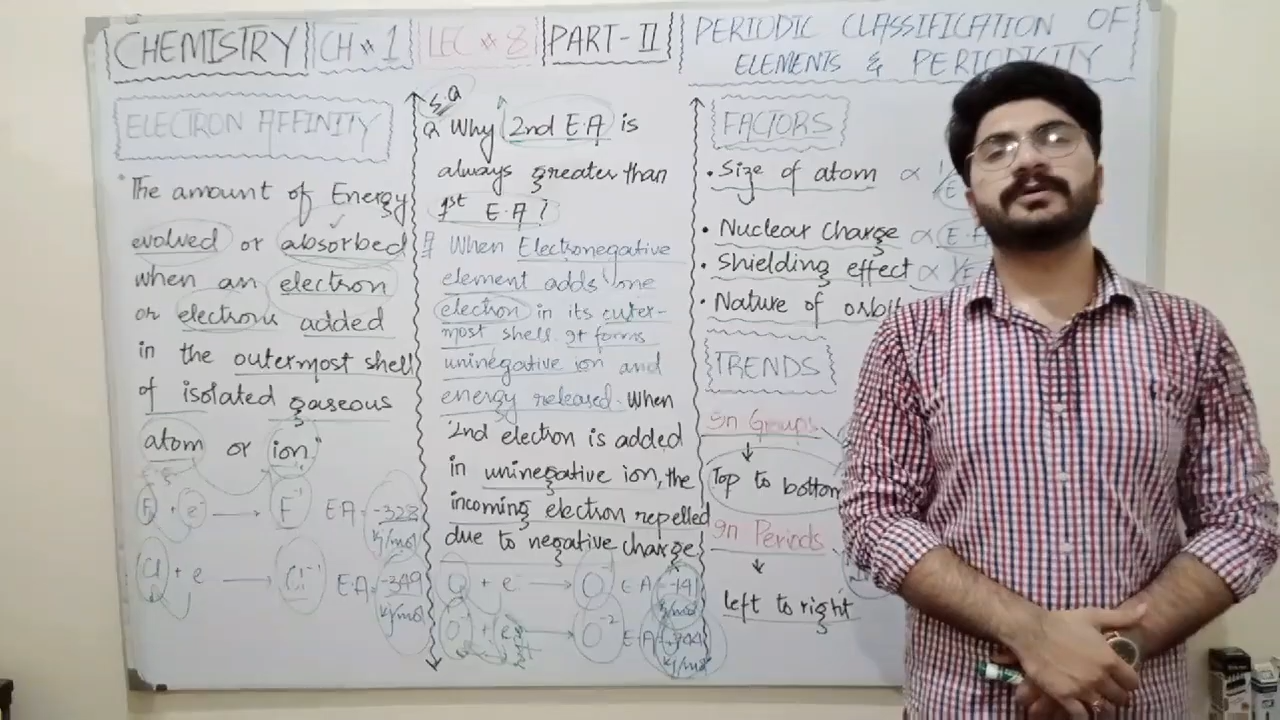 CHEMISTRY CH # 1 LEC # 8 PART - II
PERIODIC CLASSIFICATION OF
ELEMENTS & PERIODICITY
ELECTRON AFFINITY
"The amount of Energy
evolved or absorbed
when an electron
or electrons added
in the outermost shell
of isolated gaseous
atom or ion."
F + e⁻ → F⁻¹ E.A = -328
kJ/mol
Cl + e → Cl⁻¹ E.A = -349
kJ/mol
S.Q
Q Why 2nd E.A is
always greater than
1st E.A?
When Electronegative
element adds one
electron in its outer-
most shell. It forms
uninegative ion and
energy released. When
2nd electron is added
in uninegative ion, the
incoming electron repelled
due to negative charge
O + e → O⁻ E.A
kJ/mol
O⁻ + e → O⁻² E.A
kJ/mol
FACTORS
• Size of atom ∝
• Nuclear Charge ∝ E.A
• Shielding effect ∝
• Nature of
TRENDS
In Groups
↓
Top to bottom
In Periods
↓
left to right